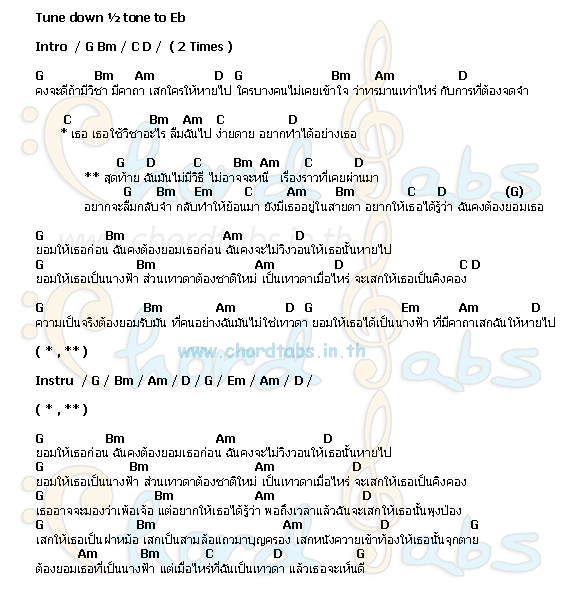 Tune down ½ tone to Eb
Intro / G Bm / C D / ( 2 Times )
G Bm Am D G Bm Am D
คงจะดีถ้ามีวิชา มีคาถา เสกใครให้หายไป ใครบางคนไม่เคยเข้าใจ ว่าทรมานเท่าไหร่ กับการที่ต้องจดจำ
C Bm Am C D
* เธอ เธอใช้วิชาอะไร ลืมฉันไป ง่ายดาย อยากทำได้อย่างเธอ
G D C Bm Am C D
** สุดท้าย ฉันมันไม่มีวิธี ไม่อาจจะหนี เรื่องราวที่เคยผ่านมา
G Bm Em C Am Bm C D (G)
อยากจะลืมกลับจำ กลับทำให้ย้อนมา ยังมีเธออยู่ในสายตา อยากให้เธอได้รู้ว่า ฉันคงต้องยอมเธอ
G Bm Am D
ยอมให้เธอก่อน ฉันคงต้องยอมเธอก่อน ฉันคงจะไม่วิงวอนให้เธอนั้นหายไป
G Bm Am D C D
ยอมให้เธอเป็นนางฟ้า ส่วนเทวดาต้องชาติใหม่ เป็นเทวดาเมื่อไหร่ จะเสกให้เธอเป็นคิงคอง
G Bm Am D G Em Am D
ความเป็นจริงต้องยอมรับมัน ที่คนอย่างฉันมันไม่ใช่เทวดา ยอมให้เธอได้เป็นนางฟ้า ที่มีคาถาเสกฉันให้หายไป
( * , ** )
www.chordtabs.in.th
Instru / G / Bm / Am / D / G / Em / Am / D /
( * , ** )
G Bm Am D
ยอมให้เธอก่อน ฉันคงต้องยอมเธอก่อน ฉันคงจะไม่วิงวอนให้เธอนั้นหายไป
G Bm Am D
ยอมให้เธอเป็นนางฟ้า ส่วนเทวดาต้องชาติใหม่ เป็นเทวดาเมื่อไหร่ จะเสกให้เธอเป็นคิงคอง
G Bm Am D
เธออาจจะมองว่าเพ้อเจ้อ แต่อยากให้เธอได้รู้ว่า พอถึงเวลาแล้วฉันจะเสกให้เธอนั้นพุงป่อง
G Bm Am D G
เสกให้เธอเป็นฝาหม้อ เสกเป็นสามล้อแถวมาบุญครอง เสกหนังควายเข้าท้องให้เธอนั้นจุกตาย
Am Bm C D G
ต้องยอมเธอที่เป็นนางฟ้า แต่เมื่อไหร่ที่ฉันเป็นเทวดา แล้วเธอจะเห็นดี